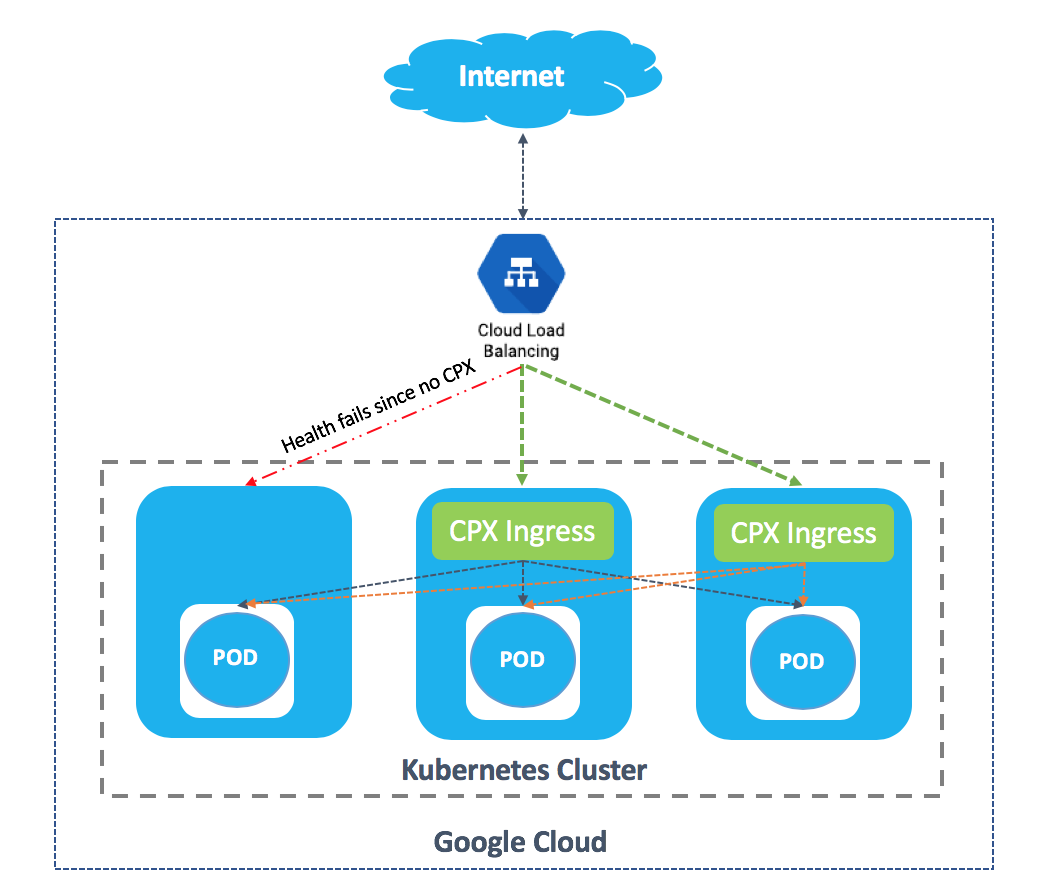 Internet
Cloud Load
Balancing
Health fails since no CPX
CPX Ingress
CPX Ingress
POD
POD
POD
Kubernetes Cluster
Google Cloud